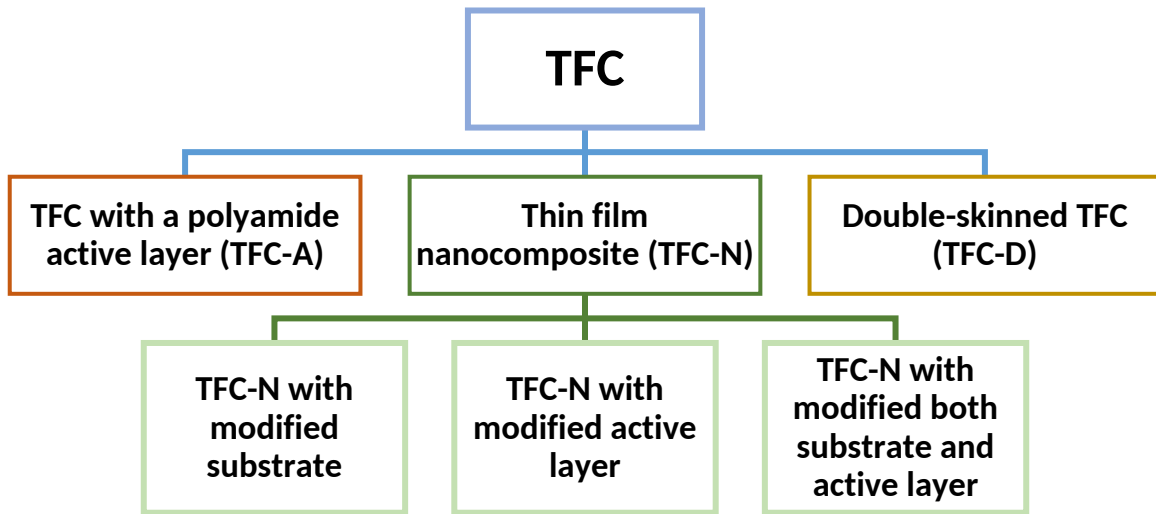 TFC
TFC with a polyamide
active layer (TFC-A)
Thin film
nanocomposite (TFC-N)
Double-skinned TFC
(TFC-D)
TFC-N with
modified
substrate
TFC-N with
modified active
layer
TFC-N with
modified both
substrate and
active layer